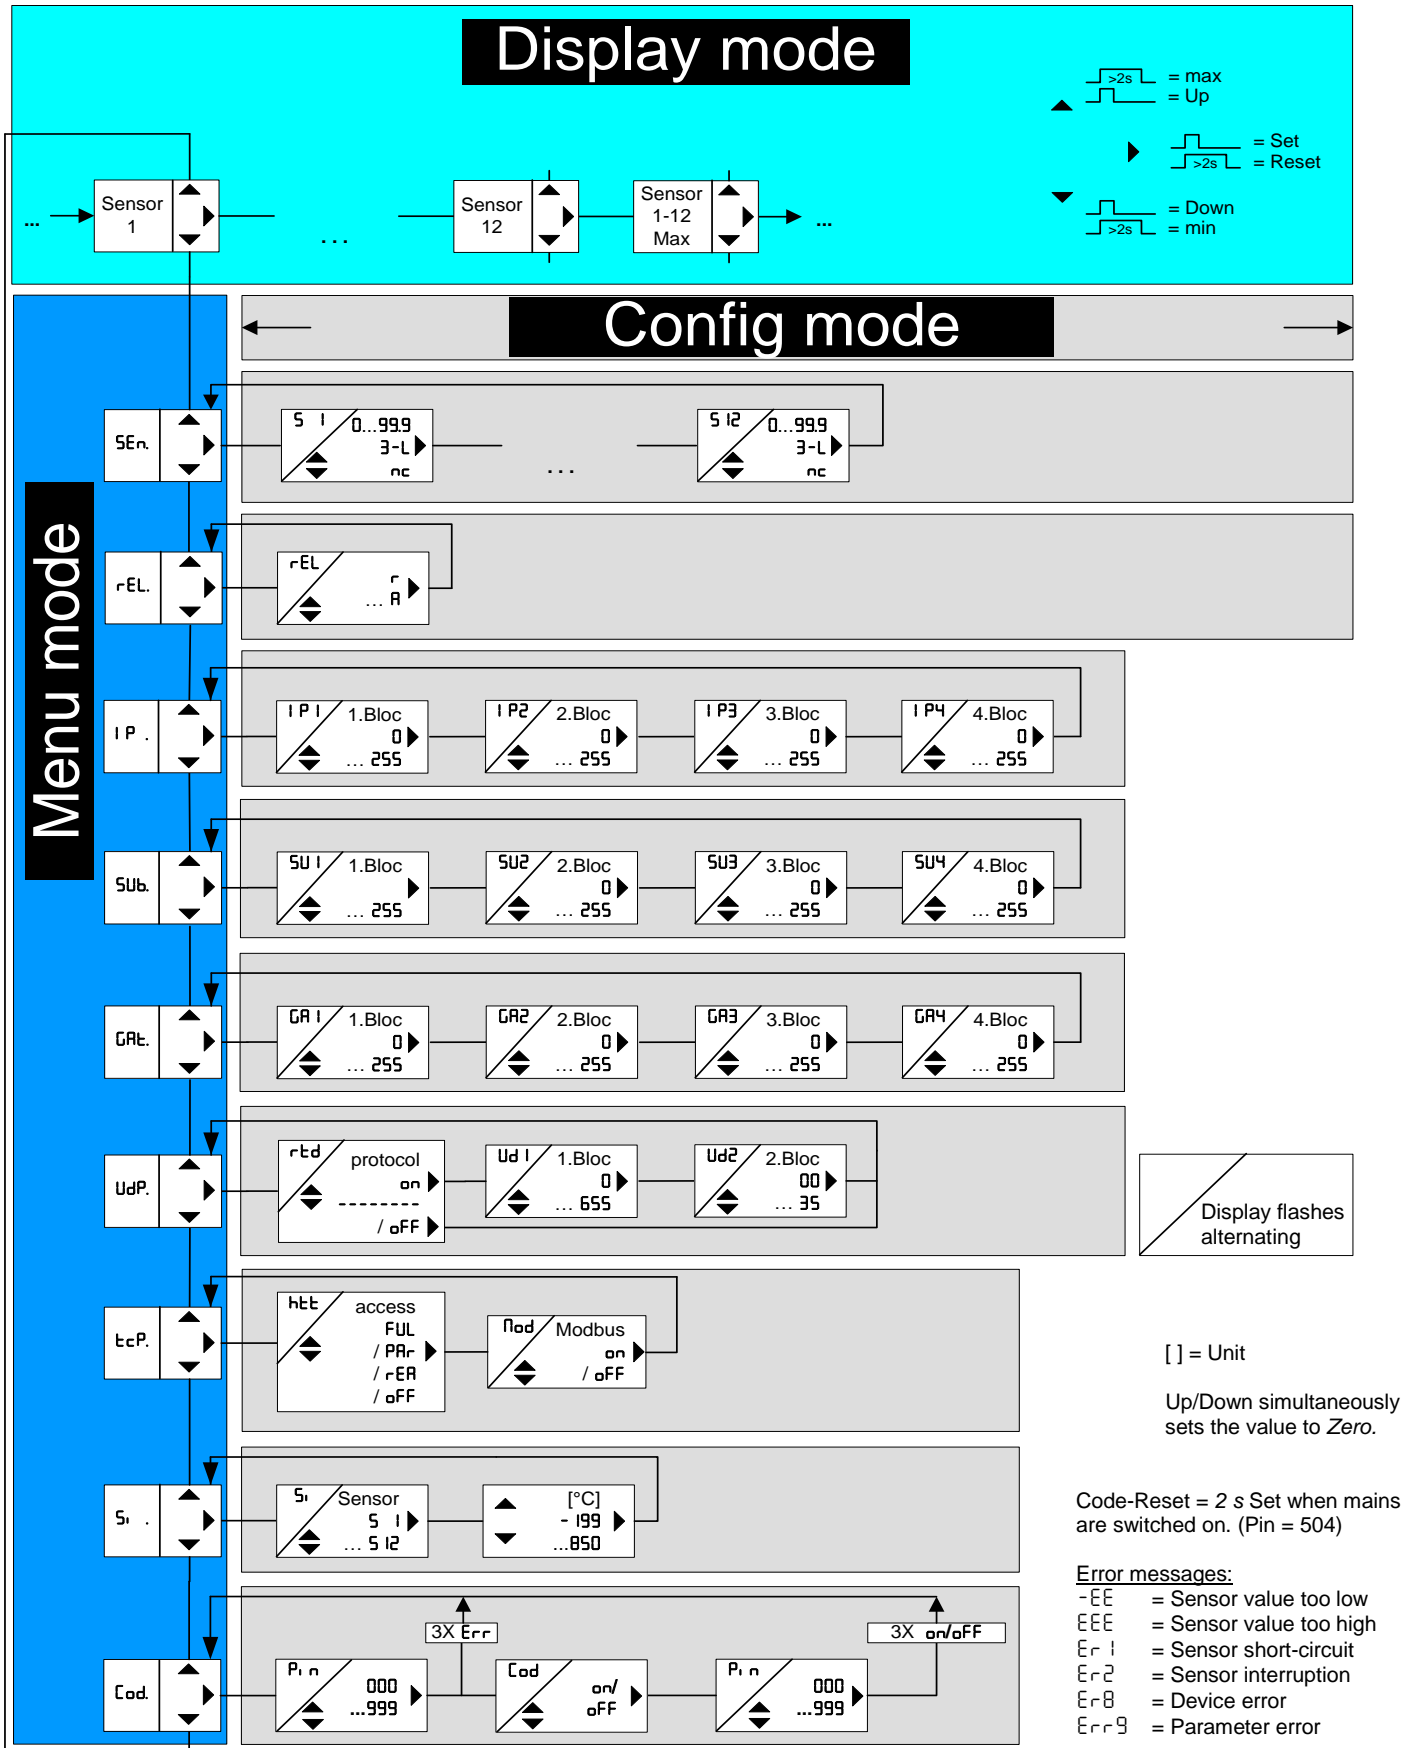 Display mode
>2s = max
= Up
= Set
>2s = Reset
= Down
>2s = min
...
Sensor
1
...
Sensor
12
Sensor
1-12
Max
...
Config mode
Menu mode
SEn.
S 1
0...99.9
3-L
nc
...
S 12
0...99.9
3-L
nc
rEL.
rEL
r
... A
IP .
IP1 1.Bloc
0
... 255
IP2 2.Bloc
0
... 255
IP3 3.Bloc
0
... 255
IP4 4.Bloc
0
... 255
SUb.
SU1 1.Bloc
... 255
SU2 2.Bloc
0
... 255
SU3 3.Bloc
0
... 255
SU4 4.Bloc
0
... 255
GAt.
GA1 1.Bloc
0
... 255
GA2 2.Bloc
0
... 255
GA3 3.Bloc
0
... 255
GA4 4.Bloc
0
... 255
UdP.
rtd protocol
on
--------
/ oFF
Ud1 1.Bloc
0
... 655
Ud2 2.Bloc
00
... 35
Display flashes
alternating
tcP.
htt access
FUL
/ PAr
/ rEA
/ oFF
Mod Modbus
on
/ oFF
[ ] = Unit
Up/Down simultaneously
sets the value to Zero.
Si .
Si Sensor
S 1
... S 12
[°C]
-199
...850
Code-Reset = 2 s Set when mains
are switched on. (Pin = 504)
Error messages:
-EE = Sensor value too low
EEE = Sensor value too high
Er1 = Sensor short-circuit
Er2 = Sensor interruption
Er8 = Device error
Err9 = Parameter error
Cod.
Pin
000
...999
3X Err
Cod
on/
oFF
Pin
000
...999
3X on/oFF